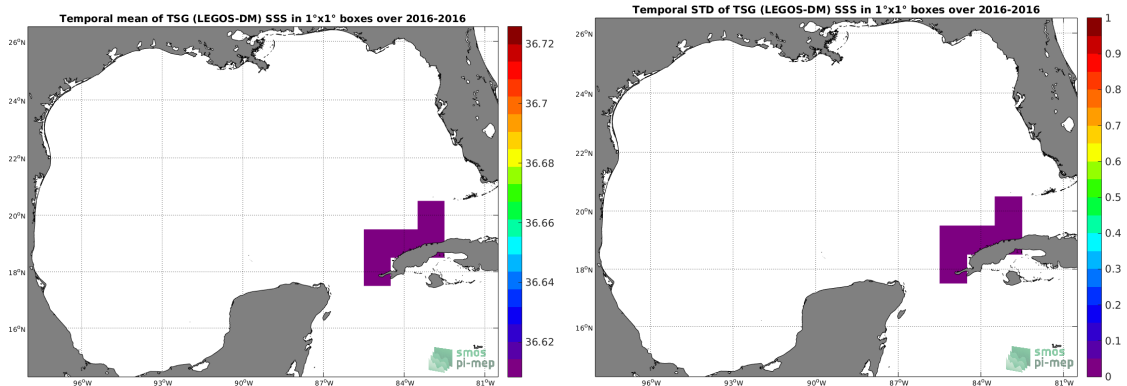 Temporal mean of TSG (LEGOS-DM) SSS in 1°x1° boxes over 2016-2016
26°N
24°N
22°N
20°N
18°N
16°N
96°W
93°W
90°W
87°W
84°W
81°W
36.72
36.7
36.68
36.66
36.64
36.62
smos
pi-mep
Temporal STD of TSG (LEGOS-DM) SSS in 1°x1° boxes over 2016-2016
26°N
24°N
22°N
20°N
18°N
16°N
96°W
93°W
90°W
87°W
84°W
81°W
1
0.9
0.8
0.7
0.6
0.5
0.4
0.3
0.2
0.1
0
smos
pi-mep